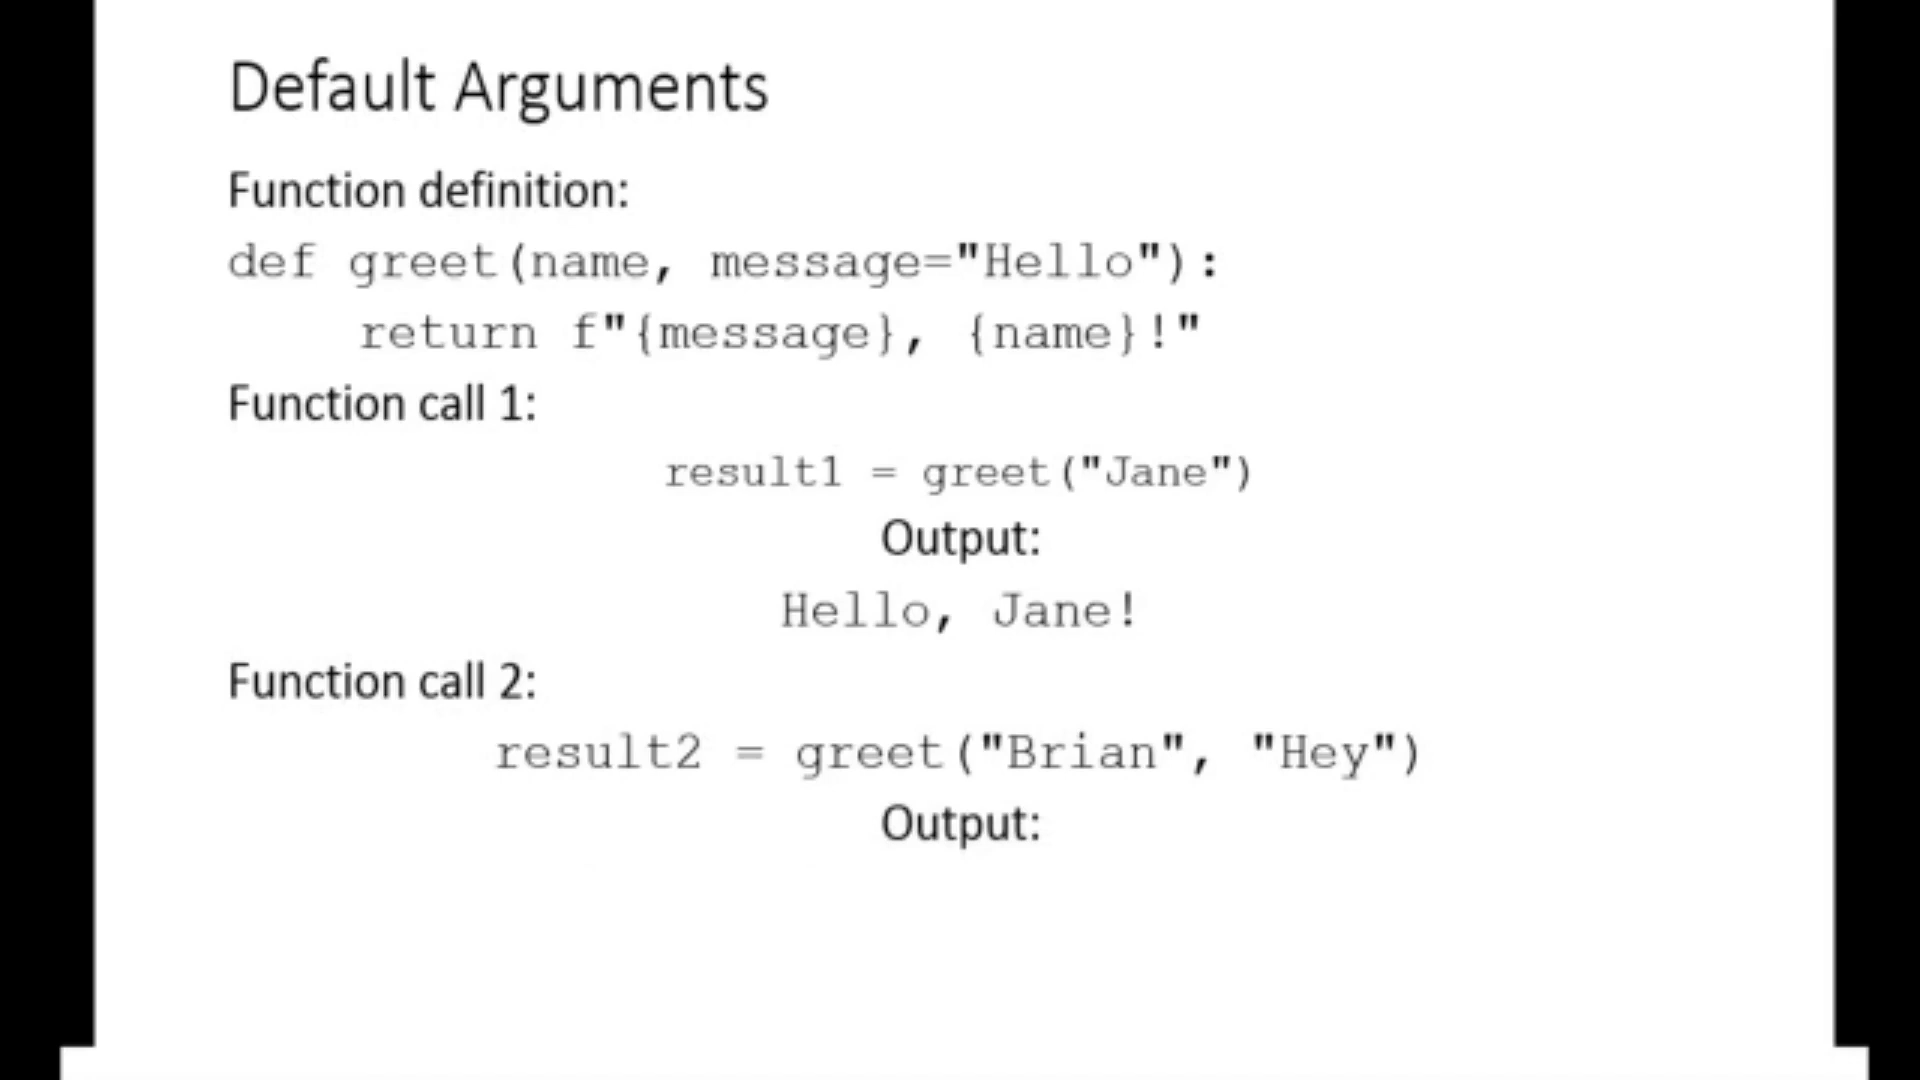 Default Arguments
Function definition:
def greet(name, message="Hello"):
return f"{message}, {name}!"
Function call 1:
result1 = greet("Jane")
Output:
Hello, Jane!
Function call 2:
result2 = greet("Brian", "Hey")
Output: